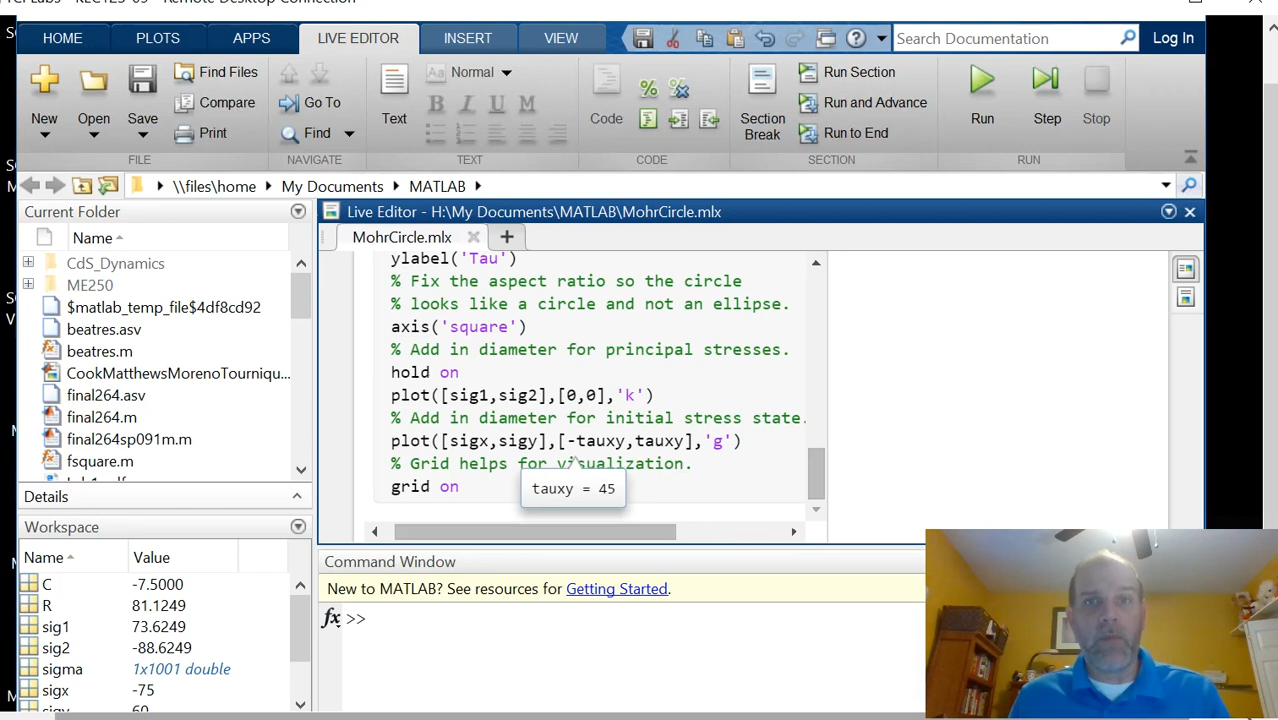 HOME PLOTS APPS LIVE EDITOR INSERT VIEW Search Documentation Log In
New Open Save
Find Files
Compare
Print
FILE
Go To
Find
NAVIGATE
Text
Aa Normal
B I U M
TEXT
Code
CODE
Section Break
Run Section
Run and Advance
Run to End
SECTION
Run Step Stop
RUN
\\files\home My Documents MATLAB
Current Folder
Name
CdS_Dynamics
ME250
$matlab_temp_file$4df8cd92
beatres.asv
beatres.m
CookMatthewsMorenoTourniqu...
final264.asv
final264.m
final264sp091m.m
fsquare.m
Details
Workspace
Name Value
C -7.5000
R 81.1249
sig1 73.6249
sig2 -88.6249
sigma 1x1001 double
sigx -75
Live Editor - H:\My Documents\MATLAB\MohrCircle.mlx
MohrCircle.mlx
ylabel('Tau')
% Fix the aspect ratio so the circle
% looks like a circle and not an ellipse.
axis('square')
% Add in diameter for principal stresses.
hold on
plot([sig1,sig2],[0,0],'k')
% Add in diameter for initial stress state.
plot([sigx,sigy],[-tauxy,tauxy],'g')
% Grid helps for visualization.
grid on
tauxy = 45
Command Window
New to MATLAB? See resources for Getting Started.
fx >>